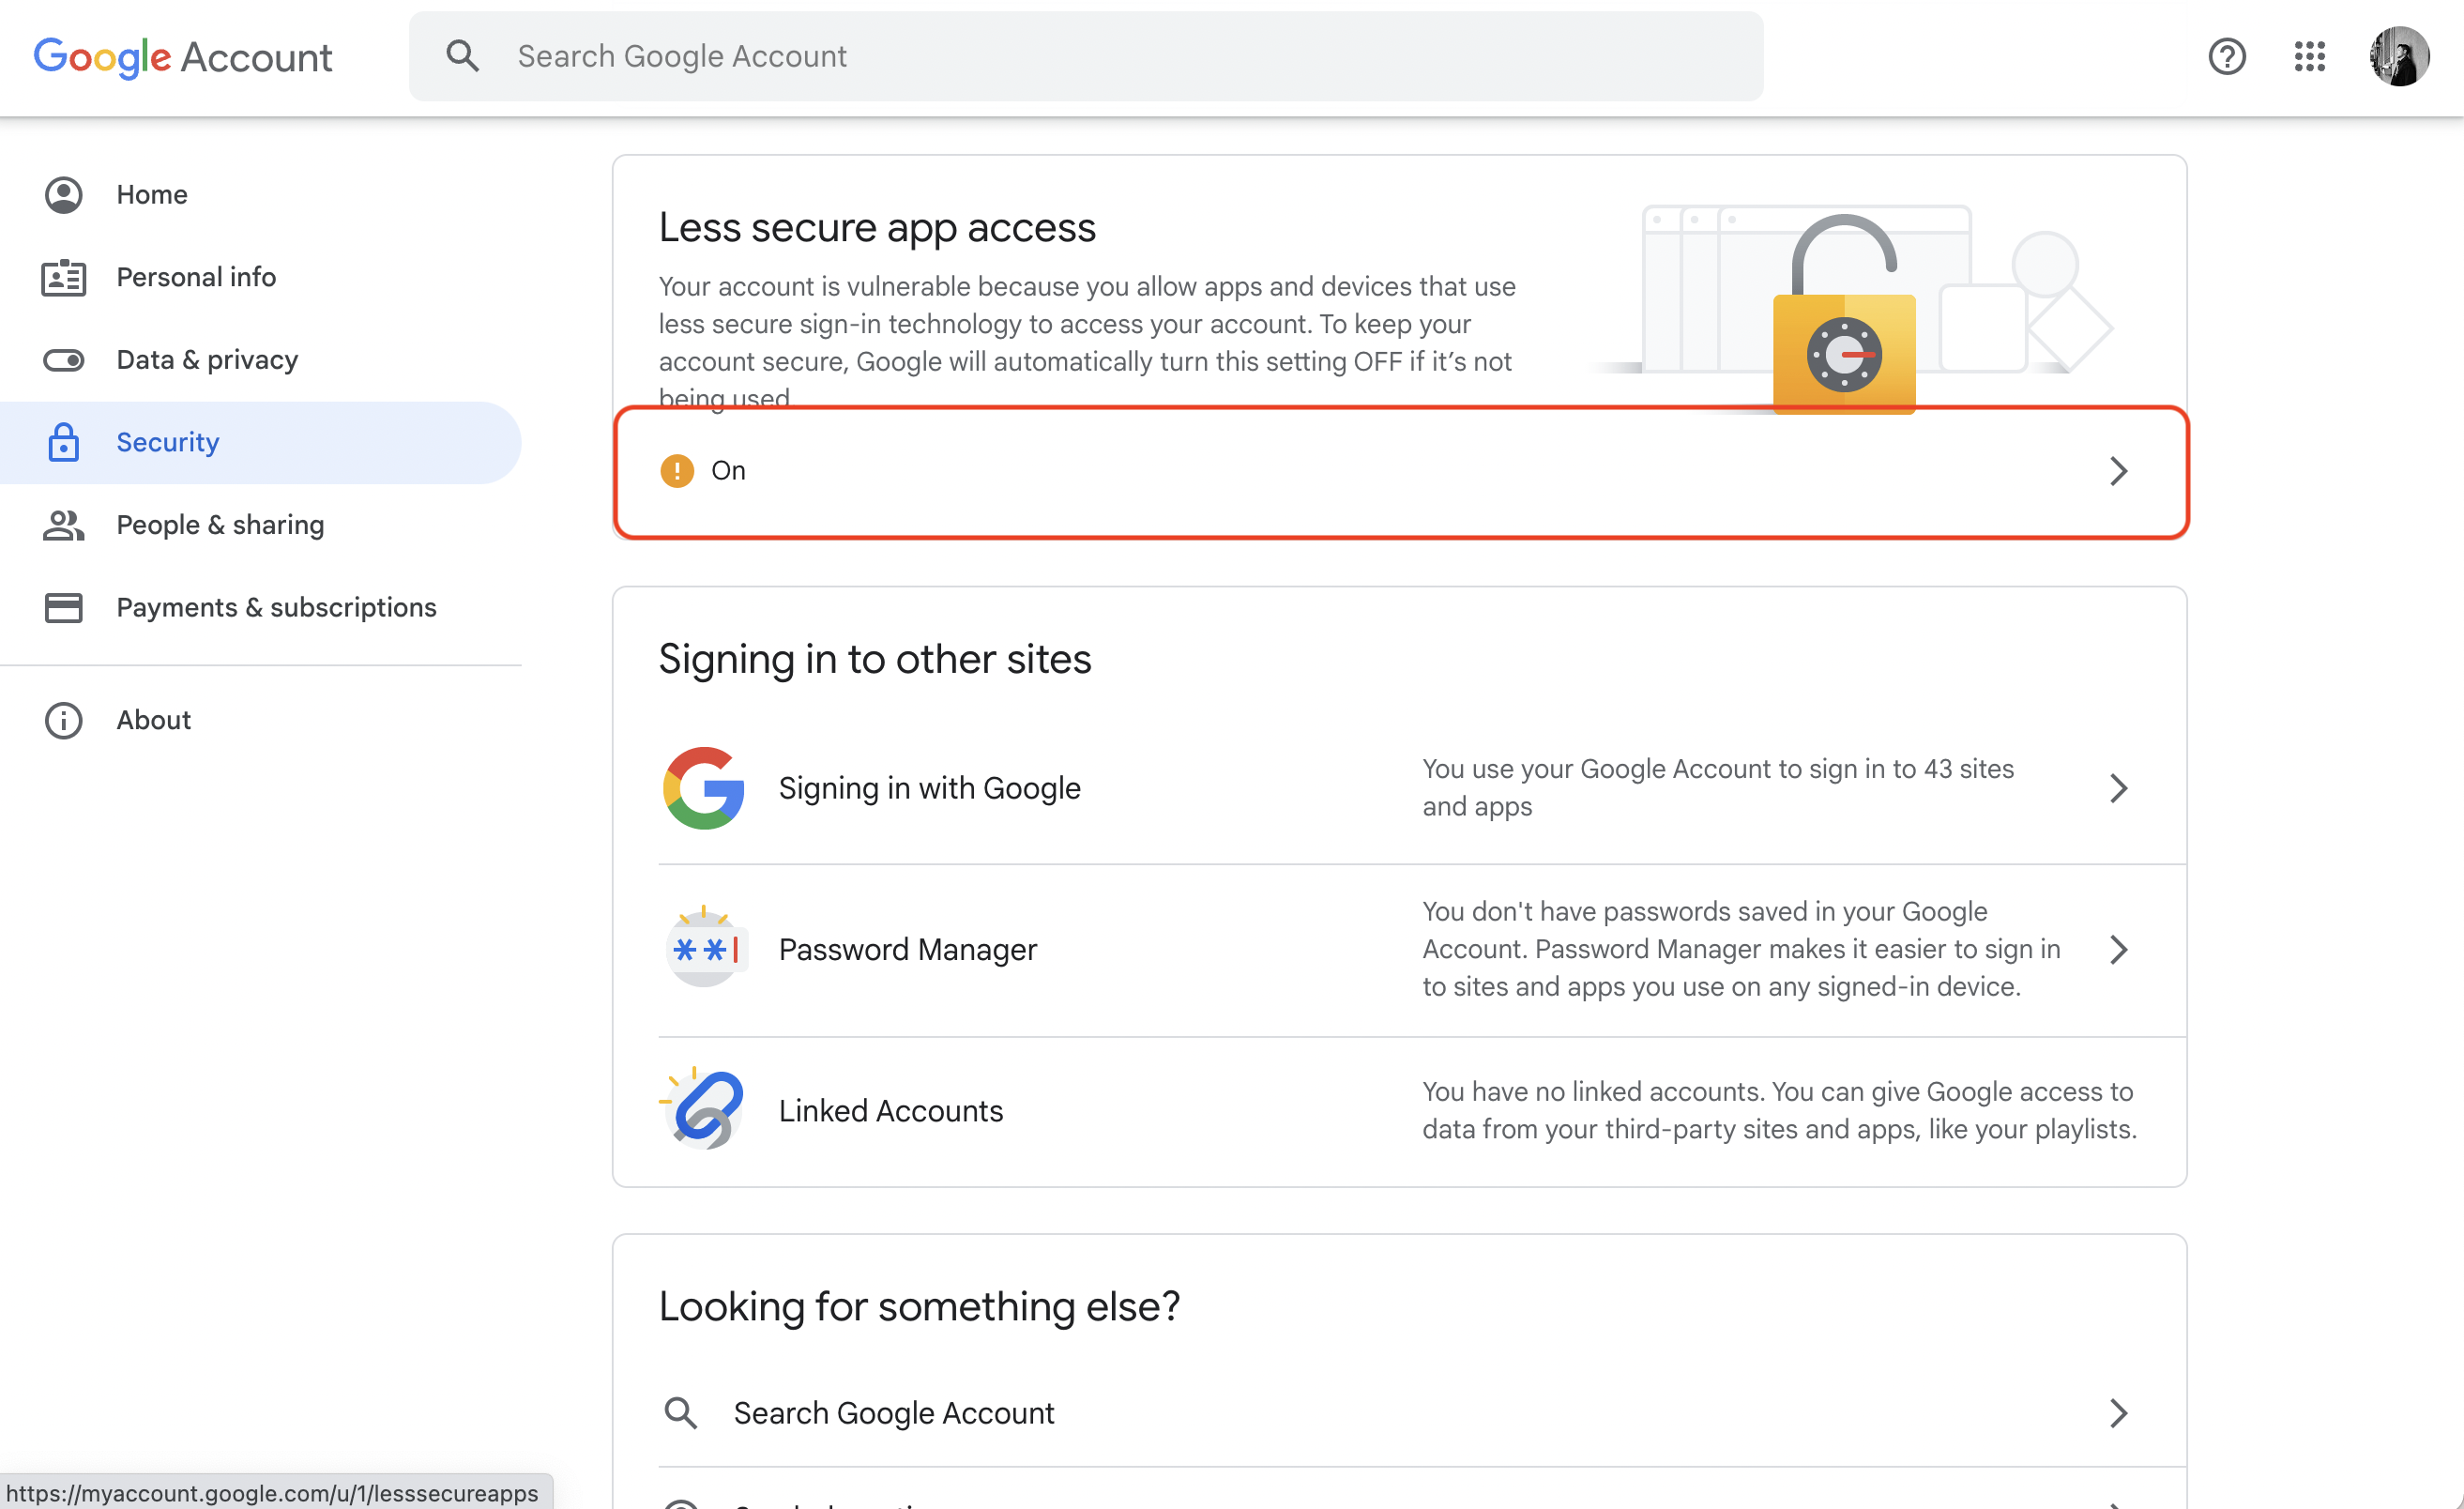 Google Account
Search Google Account
Home
Personal info
Data & privacy
Security
People & sharing
Payments & subscriptions
About
Less secure app access
Your account is vulnerable because you allow apps and devices that use
less secure sign-in technology to access your account. To keep your
account secure, Google will automatically turn this setting OFF if it’s not
being used
On
Signing in to other sites
Signing in with Google
You use your Google Account to sign in to 43 sites
and apps
Password Manager
You don't have passwords saved in your Google
Account. Password Manager makes it easier to sign in
to sites and apps you use on any signed-in device.
Linked Accounts
You have no linked accounts. You can give Google access to
data from your third-party sites and apps, like your playlists.
Looking for something else?
Search Google Account
https://myaccount.google.com/u/1/lesssecureapps